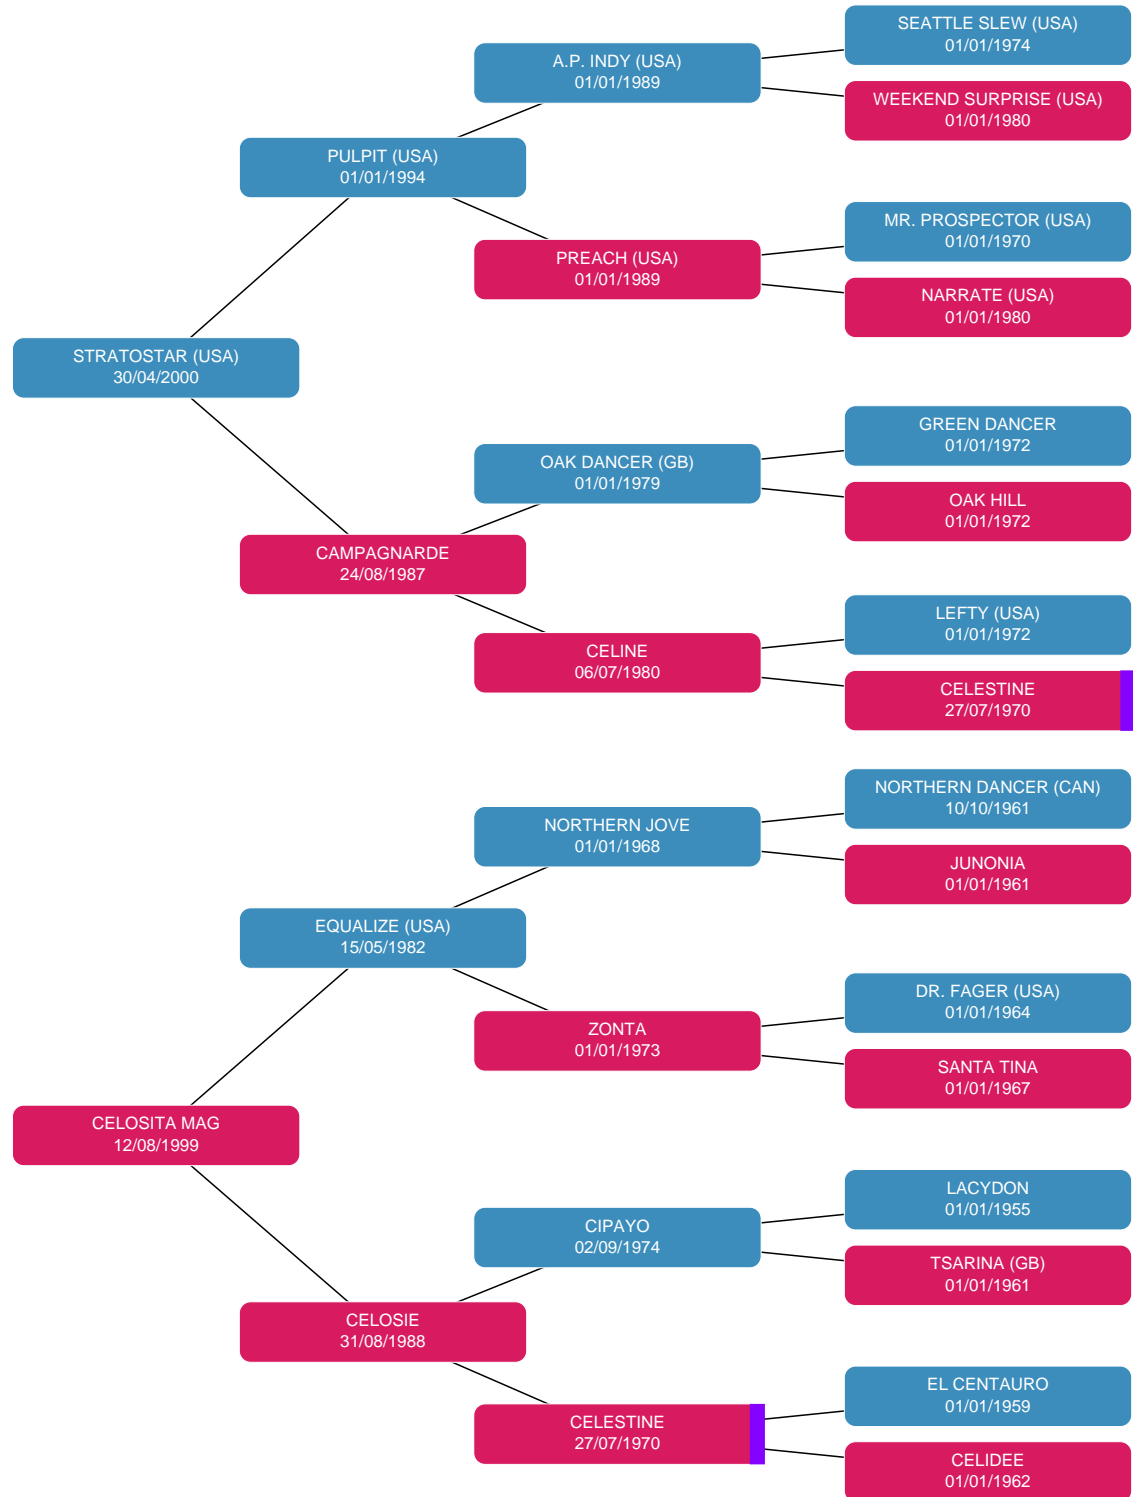 SEATTLE SLEW (USA)
01/01/1974
A.P. INDY (USA)
01/01/1989
WEEKEND SURPRISE (USA)
01/01/1980
PULPIT (USA)
01/01/1994
MR. PROSPECTOR (USA)
01/01/1970
PREACH (USA)
01/01/1989
NARRATE (USA)
01/01/1980
STRATOSTAR (USA)
30/04/2000
GREEN DANCER
01/01/1972
OAK DANCER (GB)
01/01/1979
OAK HILL
01/01/1972
CAMPAGNARDE
24/08/1987
LEFTY (USA)
01/01/1972
CELINE
06/07/1980
CELESTINE
27/07/1970
NORTHERN DANCER (CAN)
10/10/1961
NORTHERN JOVE
01/01/1968
JUNONIA
01/01/1961
EQUALIZE (USA)
15/05/1982
DR. FAGER (USA)
01/01/1964
ZONTA
01/01/1973
SANTA TINA
01/01/1967
CELOSITA MAG
12/08/1999
LACYDON
01/01/1955
CIPAYO
02/09/1974
TSARINA (GB)
01/01/1961
CELOSIE
31/08/1988
EL CENTAURO
01/01/1959
CELESTINE
27/07/1970
CELIDEE
01/01/1962